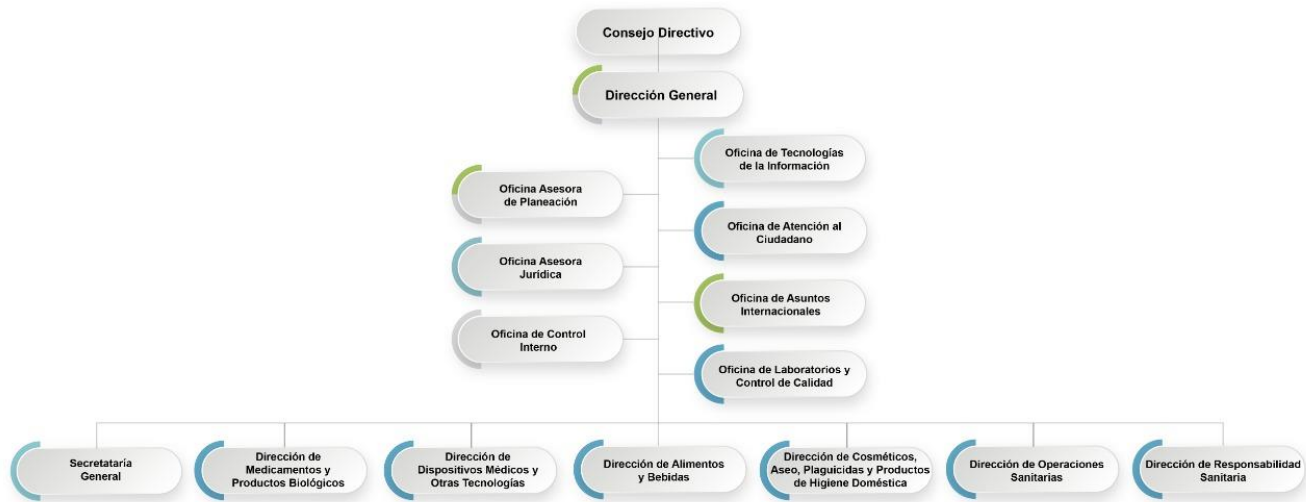 Consejo Directivo
Dirección General
Oficina de Tecnologías
de la Información
Oficina Asesora
de Planeación
Oficina de Atención al
Ciudadano
Oficina Asesora
Jurídica
Oficina de Asuntos
Internacionales
Oficina de Control
Interno
Oficina de Laboratorios y
Control de Calidad
Secretataría
General
Dirección de
Medicamentos y
Productos Biológicos
Dirección de
Dispositivos Médicos y
Otras Tecnologías
Dirección de Alimentos
y Bebidas
Dirección de Cosméticos,
Aseo, Plaguicidas y Productos
de Higiene Doméstica
Dirección de Operaciones
Sanitarias
Dirección de Responsabilidad
Sanitaria